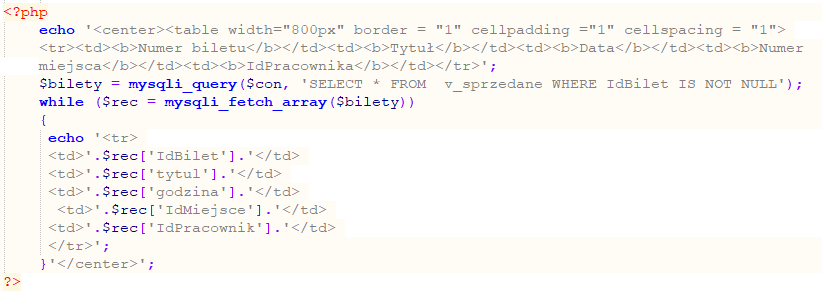 <?php
echo '<center><table width="800px" border = "1" cellpadding ="1" cellspacing = "1">
<tr><td><b>Numer biletu</b></td><td><b>Tytuł</b></td><td><b>Data</b></td><td><b>Numer
miejsca</b></td><td><b>IdPracownika</b></td></tr>';
$bilety = mysqli_query($con, 'SELECT * FROM  v_sprzedane WHERE IdBilet IS NOT NULL');
while ($rec = mysqli_fetch_array($bilety))
{
echo '<tr>
<td>'.$rec['IdBilet'].'</td>
<td>'.$rec['tytul'].'</td>
<td>'.$rec['godzina'].'</td>
<td>'.$rec['IdMiejsce'].'</td>
<td>'.$rec['IdPracownik'].'</td>
</tr>';
}'</center>';
?>